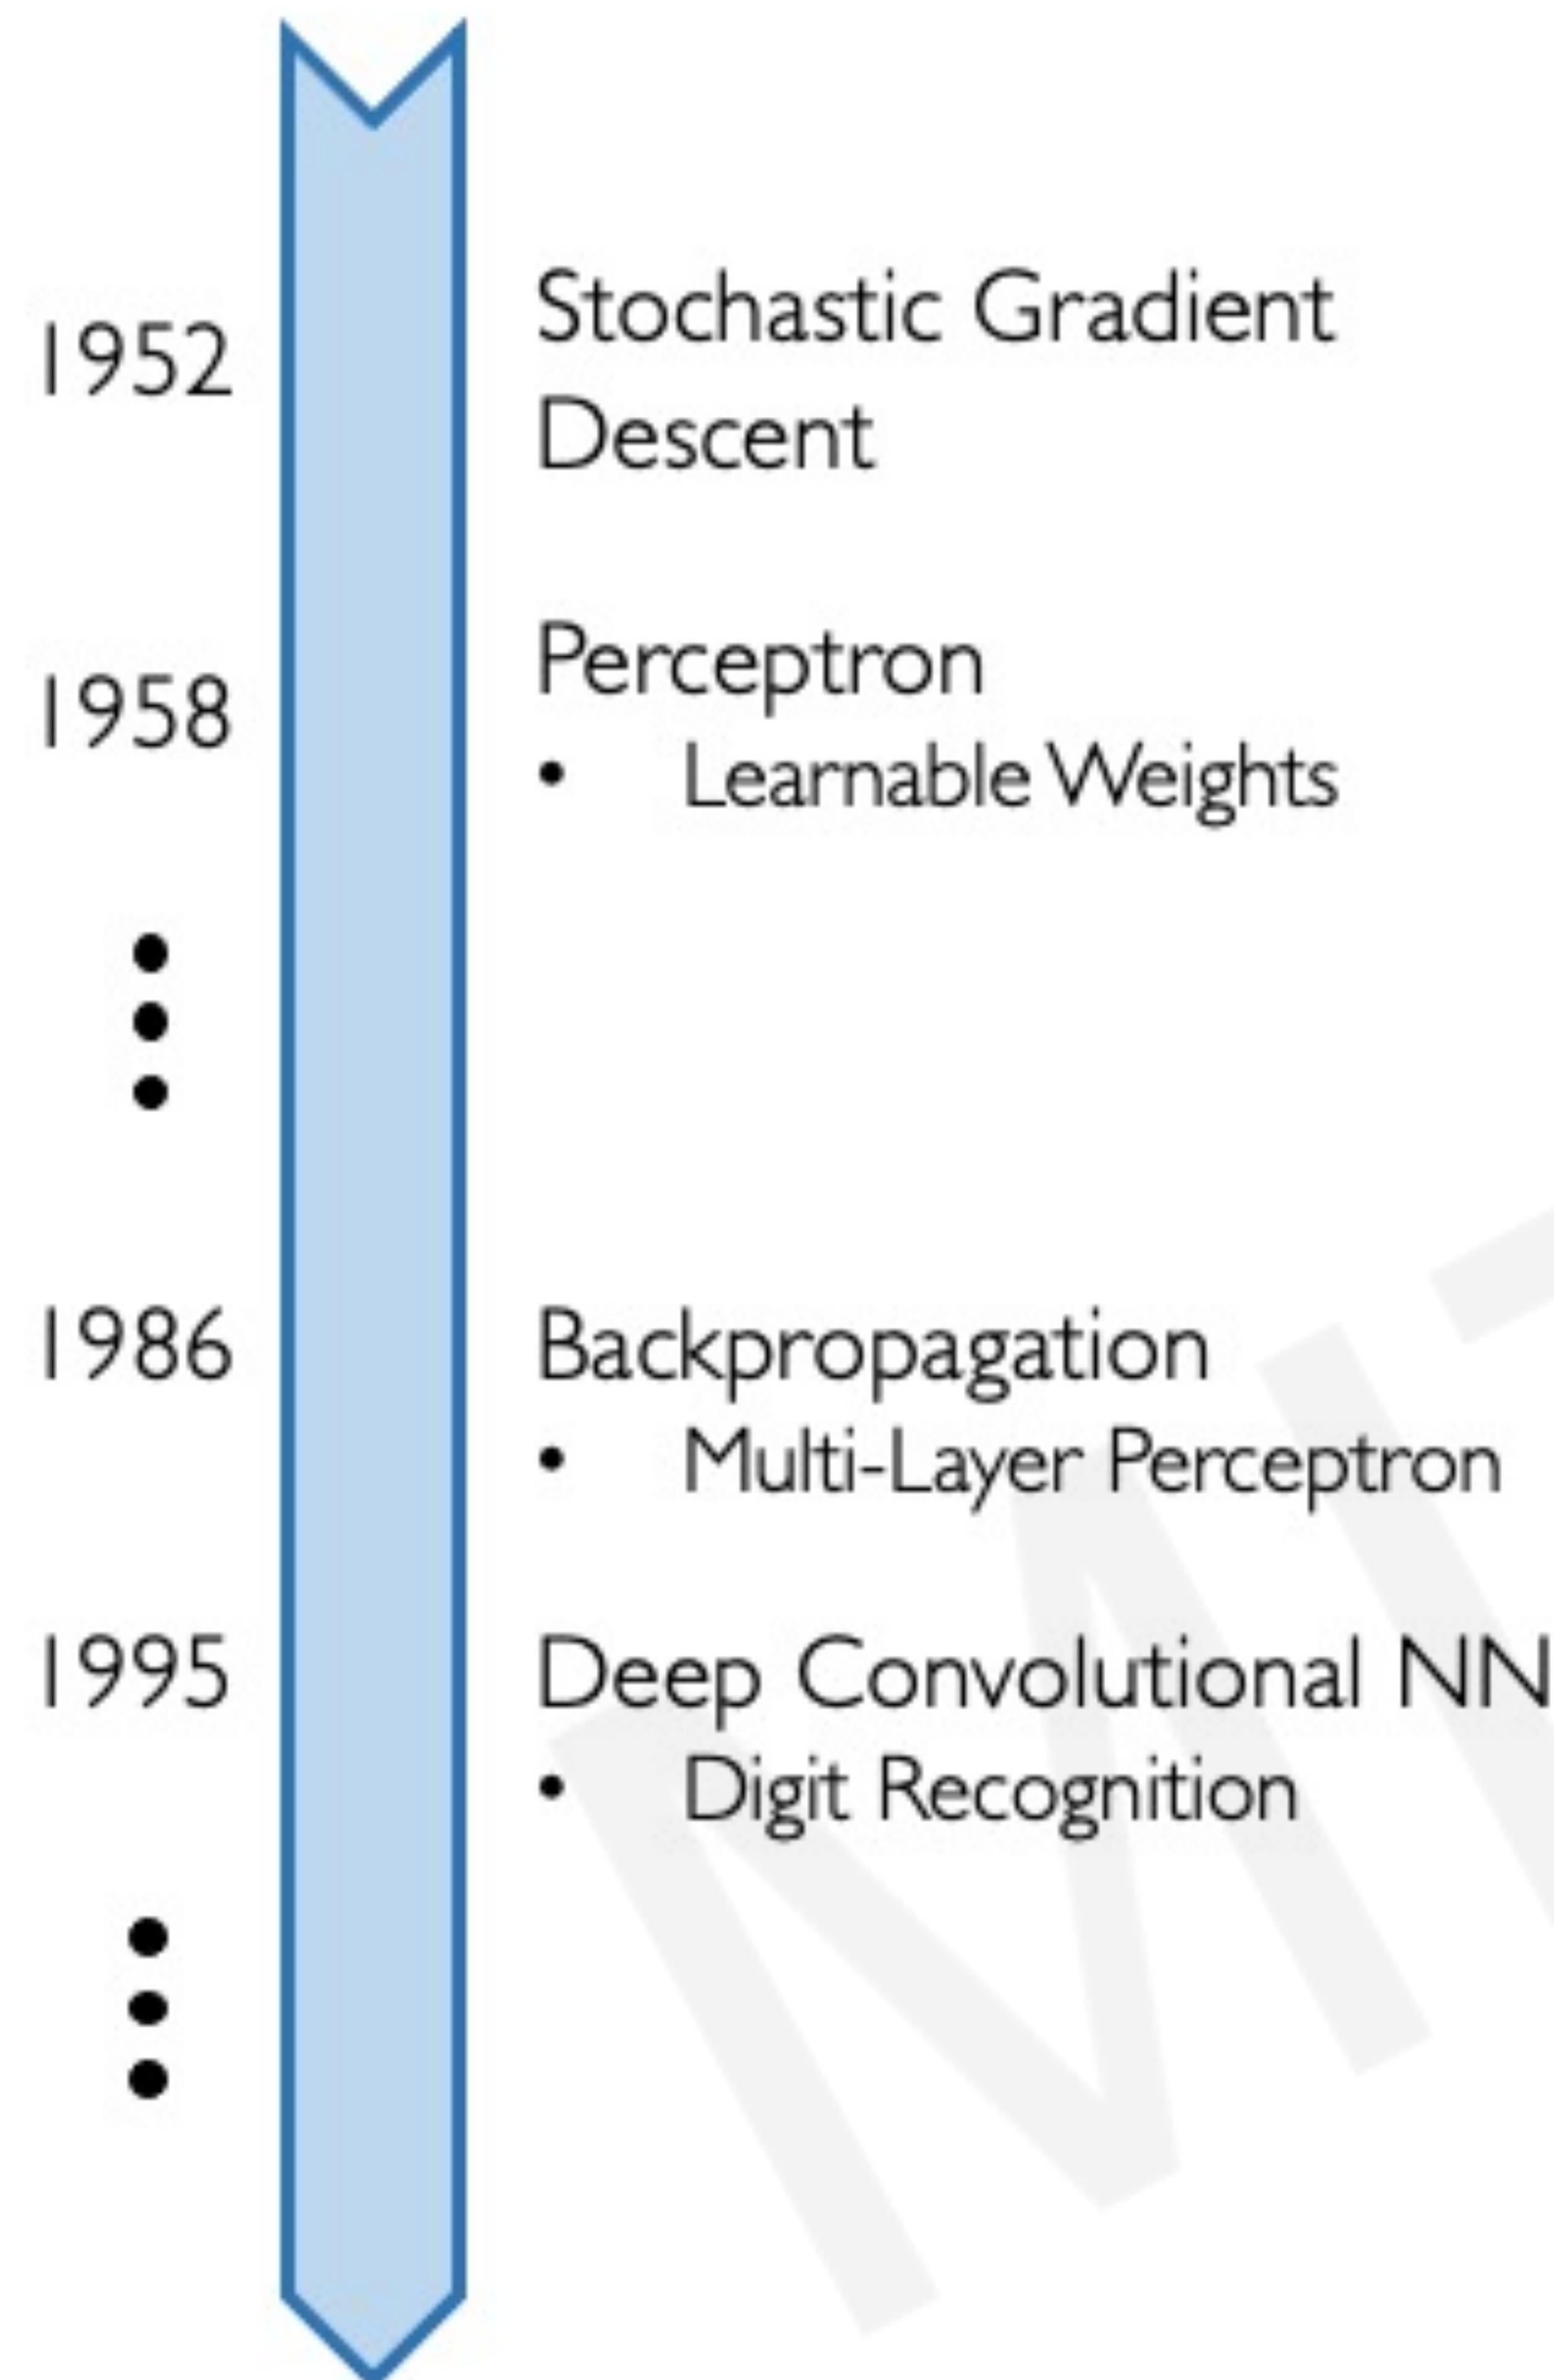 1952
Stochastic Gradient
Descent
1958
Perceptron
• Learnable Weights
1986
Backpropagation
• Multi-Layer Perceptron
1995
Deep Convolutional NN
• Digit Recognition